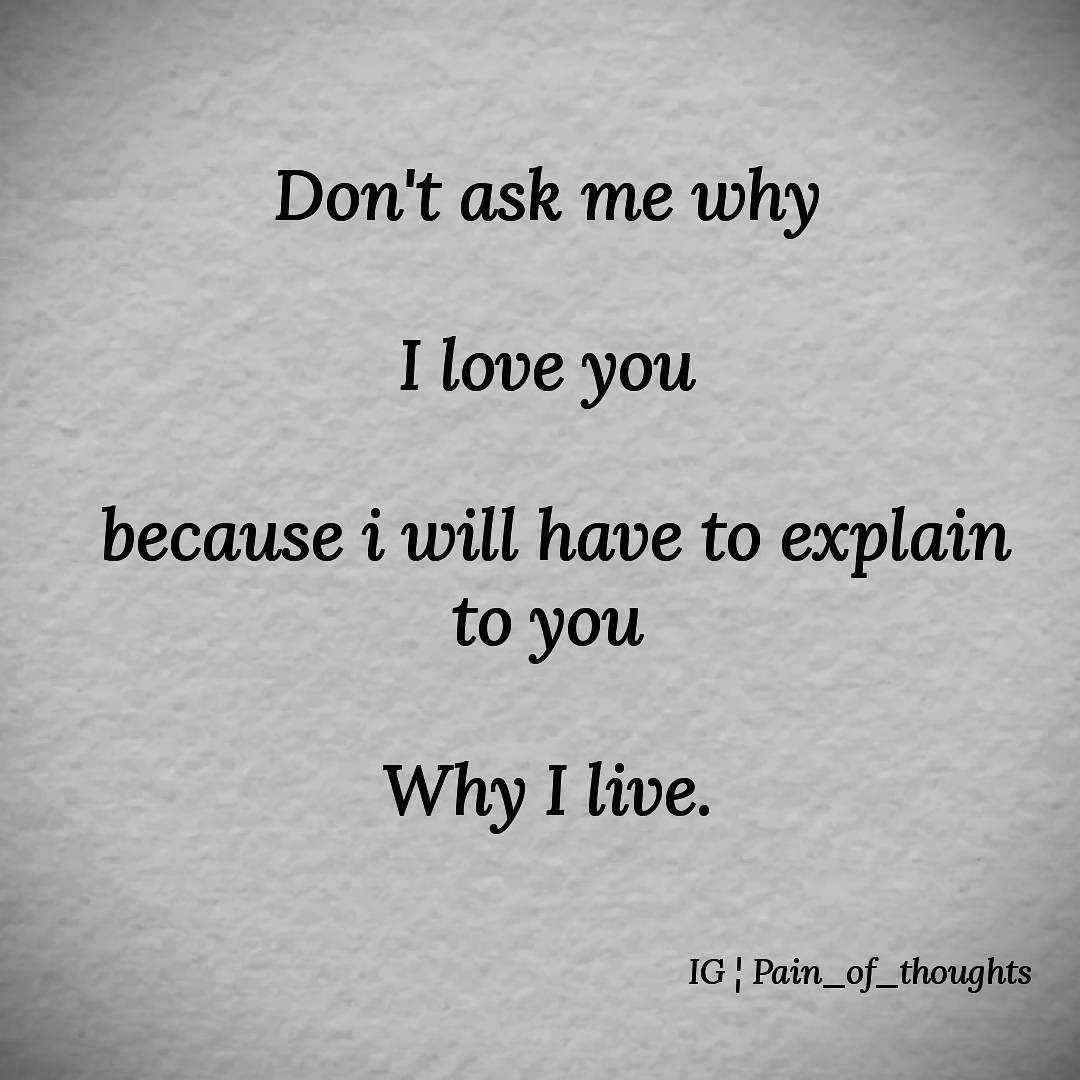 Don't ask me why
I love you
because i will have to explain
to you
Why I live.
IG ¦ Pain_of_thoughts